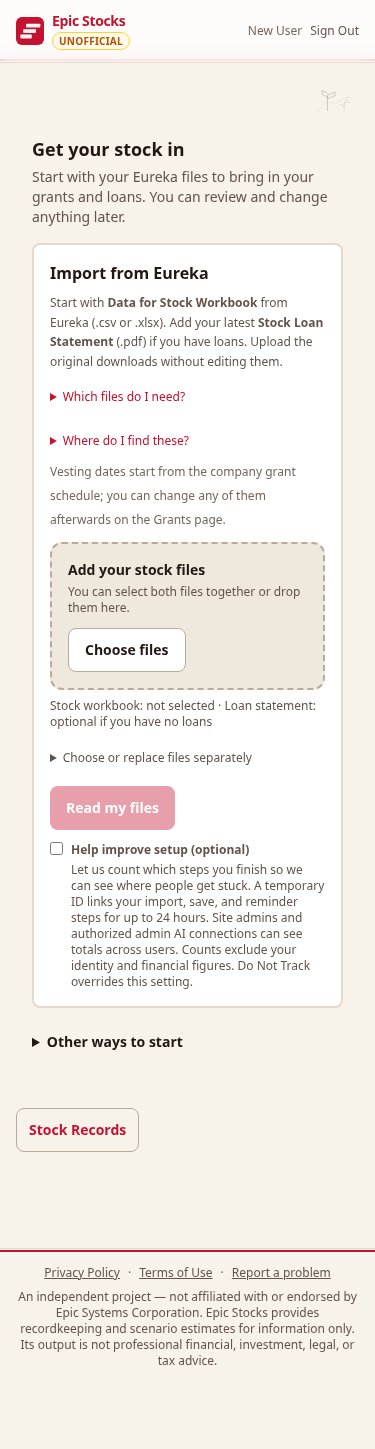 Epic Stocks
UNOFFICIAL
New User Sign Out
Get your stock in
Start with your Eureka files to bring in your
grants and loans. You can review and change
anything later.
Import from Eureka
Start with Data for Stock Workbook from
Eureka (.csv or .xlsx). Add your latest Stock Loan
Statement (.pdf) if you have loans. Upload the
original downloads without editing them.
Which files do I need?
Where do I find these?
Vesting dates start from the company grant
schedule; you can change any of them
afterwards on the Grants page.
Add your stock files
You can select both files together or drop
them here.
Choose files
Stock workbook: not selected · Loan statement:
optional if you have no loans
Choose or replace files separately
Read my files
Help improve setup (optional)
Let us count which steps you finish so we
can see where people get stuck. A temporary
ID links your import, save, and reminder
steps for up to 24 hours. Site admins and
authorized admin AI connections can see
totals across users. Counts exclude your
identity and financial figures. Do Not Track
overrides this setting.
Other ways to start
Stock Records
Privacy Policy · Terms of Use · Report a problem
An independent project — not affiliated with or endorsed by
Epic Systems Corporation. Epic Stocks provides
recordkeeping and scenario estimates for information only.
Its output is not professional financial, investment, legal, or
tax advice.